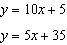 y = 10x + 5
y = 5x + 35